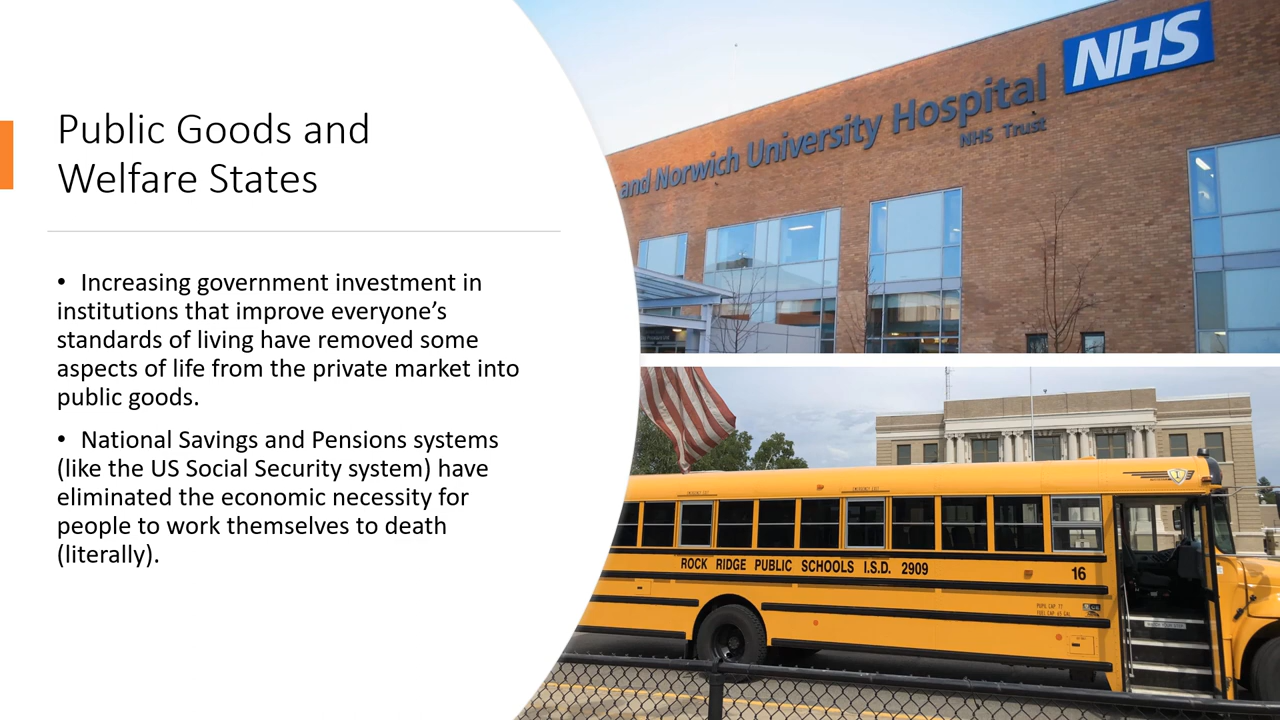 Public Goods and
Welfare States
• Increasing government investment in
institutions that improve everyone’s
standards of living have removed some
aspects of life from the private market into
public goods.
• National Savings and Pensions systems
(like the US Social Security system) have
eliminated the economic necessity for
people to work themselves to death
(literally).
NHS
and Norwich University Hospital
NHS Trust
ROCK RIDGE PUBLIC SCHOOLS I.S.D. 2909
16